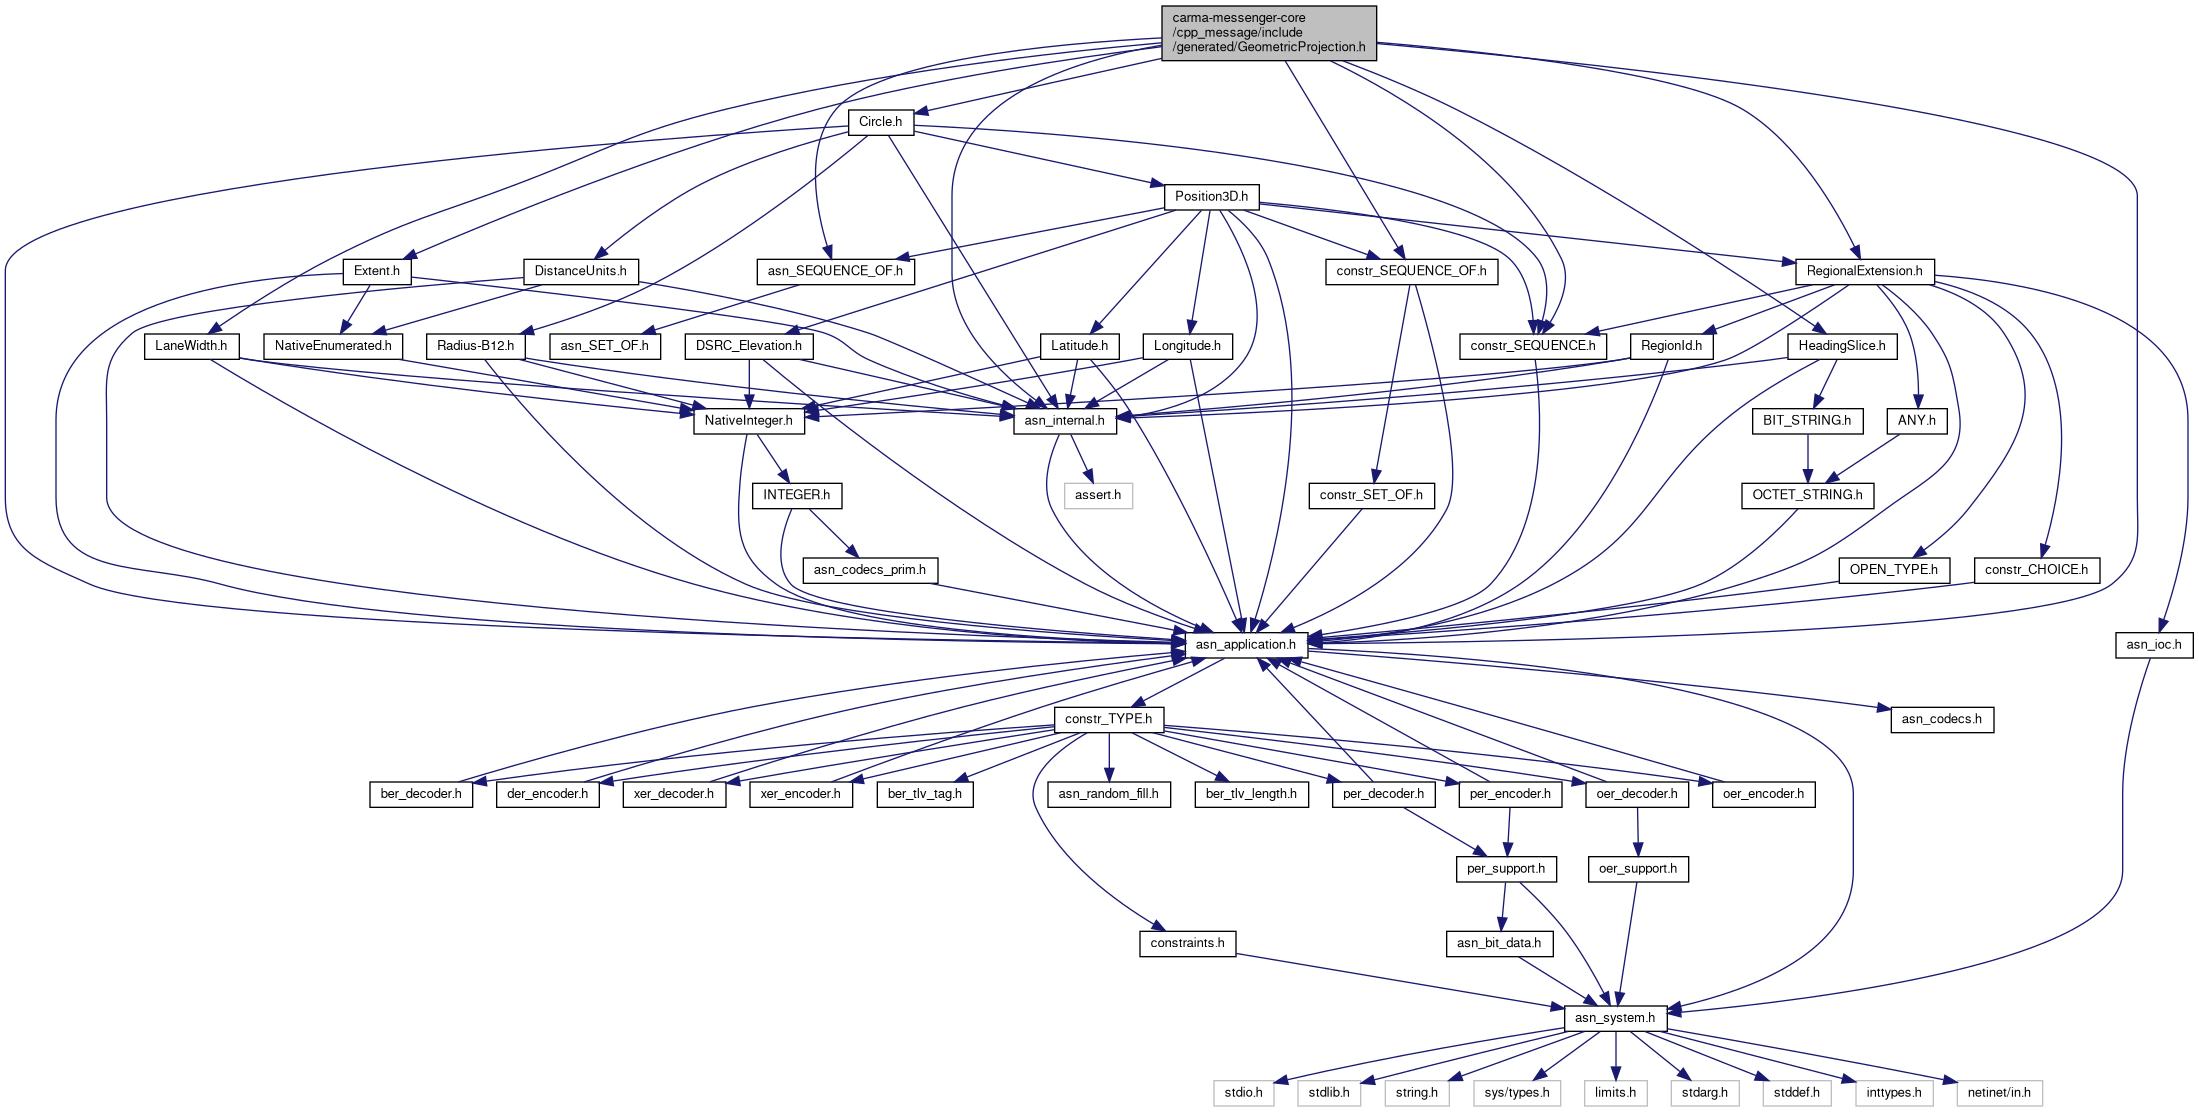 carma-messenger-core
/cpp_message/include
/generated/GeometricProjection.h
Circle.h
Position3D.h
Extent.h
DistanceUnits.h
asn_SEQUENCE_OF.h
constr_SEQUENCE_OF.h
RegionalExtension.h
LaneWidth.h
NativeEnumerated.h
Radius-B12.h
asn_SET_OF.h
DSRC_Elevation.h
Latitude.h
Longitude.h
constr_SEQUENCE.h
RegionId.h
HeadingSlice.h
NativeInteger.h
asn_internal.h
BIT_STRING.h
ANY.h
INTEGER.h
assert.h
constr_SET_OF.h
OCTET_STRING.h
asn_codecs_prim.h
OPEN_TYPE.h
constr_CHOICE.h
asn_application.h
asn_ioc.h
constr_TYPE.h
asn_codecs.h
ber_decoder.h
der_encoder.h
xer_decoder.h
xer_encoder.h
ber_tlv_tag.h
asn_random_fill.h
ber_tlv_length.h
per_decoder.h
per_encoder.h
oer_decoder.h
oer_encoder.h
per_support.h
oer_support.h
constraints.h
asn_bit_data.h
asn_system.h
stdio.h
stdlib.h
string.h
sys/types.h
limits.h
stdarg.h
stddef.h
inttypes.h
netinet/in.h